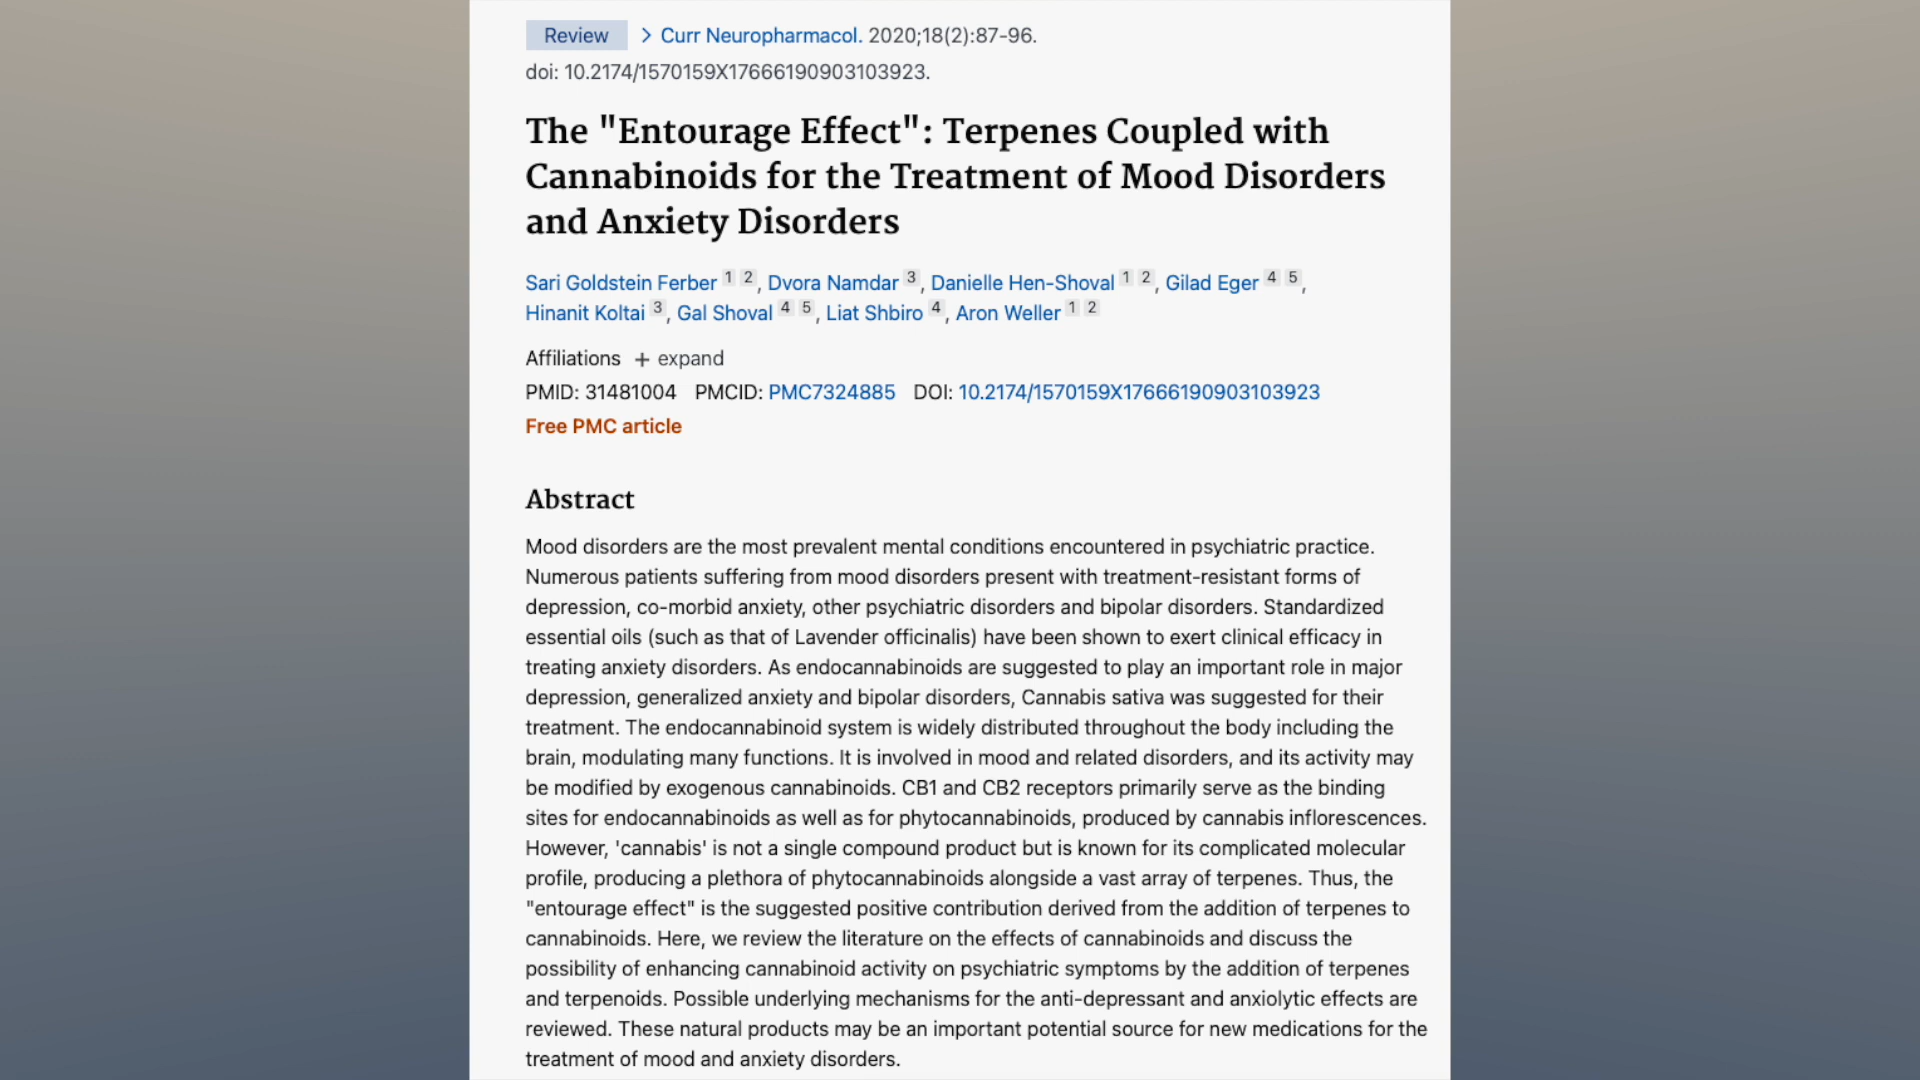 Review > Curr Neuropharmacol. 2020;18(2):87-96.
doi: 10.2174/1570159X17666190903103923.
The "Entourage Effect": Terpenes Coupled with
Cannabinoids for the Treatment of Mood Disorders
and Anxiety Disorders
Sari Goldstein Ferber 1 2, Dvora Namdar 3, Danielle Hen-Shoval 1 2, Gilad Eger 4 5,
Hinanit Koltai 3, Gal Shoval 4 5, Liat Shbiro 4, Aron Weller 1 2
Affiliations + expand
PMID: 31481004 PMCID: PMC7324885 DOI: 10.2174/1570159X17666190903103923
Free PMC article
Abstract
Mood disorders are the most prevalent mental conditions encountered in psychiatric practice.
Numerous patients suffering from mood disorders present with treatment-resistant forms of
depression, co-morbid anxiety, other psychiatric disorders and bipolar disorders. Standardized
essential oils (such as that of Lavender officinalis) have been shown to exert clinical efficacy in
treating anxiety disorders. As endocannabinoids are suggested to play an important role in major
depression, generalized anxiety and bipolar disorders, Cannabis sativa was suggested for their
treatment. The endocannabinoid system is widely distributed throughout the body including the
brain, modulating many functions. It is involved in mood and related disorders, and its activity may
be modified by exogenous cannabinoids. CB1 and CB2 receptors primarily serve as the binding
sites for endocannabinoids as well as for phytocannabinoids, produced by cannabis inflorescences.
However, 'cannabis' is not a single compound product but is known for its complicated molecular
profile, producing a plethora of phytocannabinoids alongside a vast array of terpenes. Thus, the
"entourage effect" is the suggested positive contribution derived from the addition of terpenes to
cannabinoids. Here, we review the literature on the effects of cannabinoids and discuss the
possibility of enhancing cannabinoid activity on psychiatric symptoms by the addition of terpenes
and terpenoids. Possible underlying mechanisms for the anti-depressant and anxiolytic effects are
reviewed. These natural products may be an important potential source for new medications for the
treatment of mood and anxiety disorders.